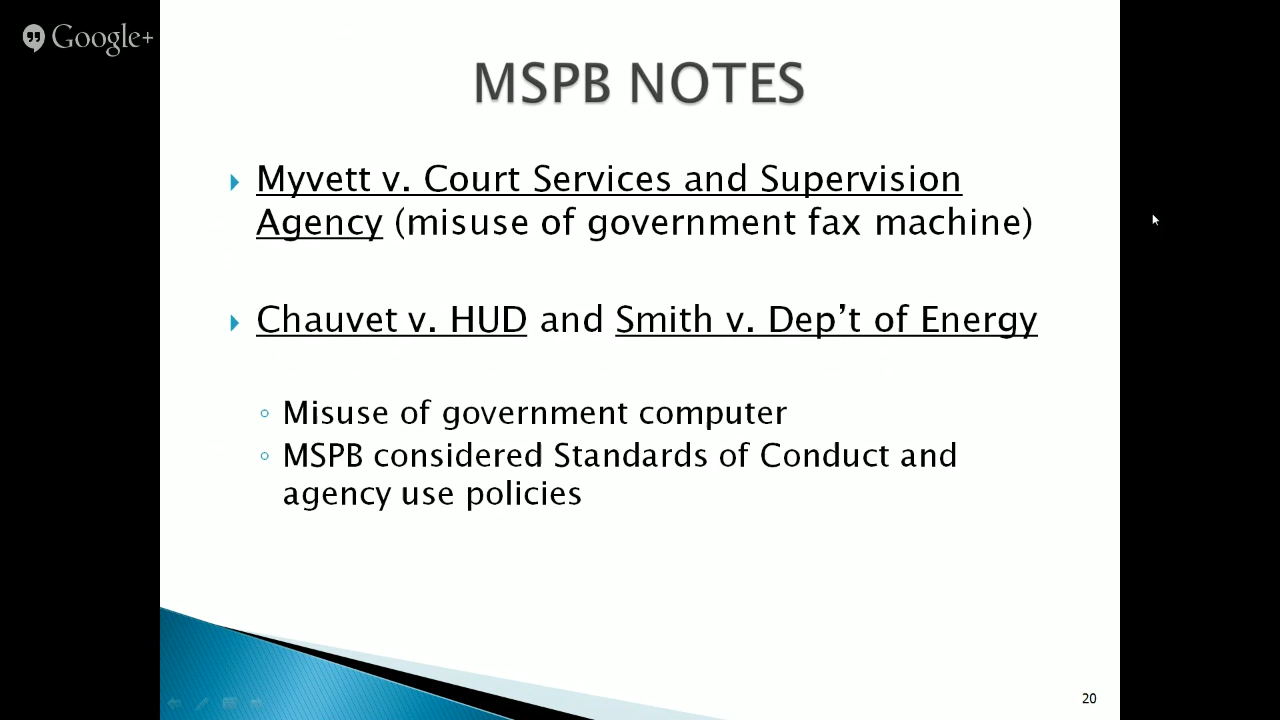 Google+
MSPB NOTES
Myvett v. Court Services and Supervision
Agency (misuse of government fax machine)
Chauvet v. HUD and Smith v. Dep’t of Energy
Misuse of government computer
MSPB considered Standards of Conduct and
agency use policies
20